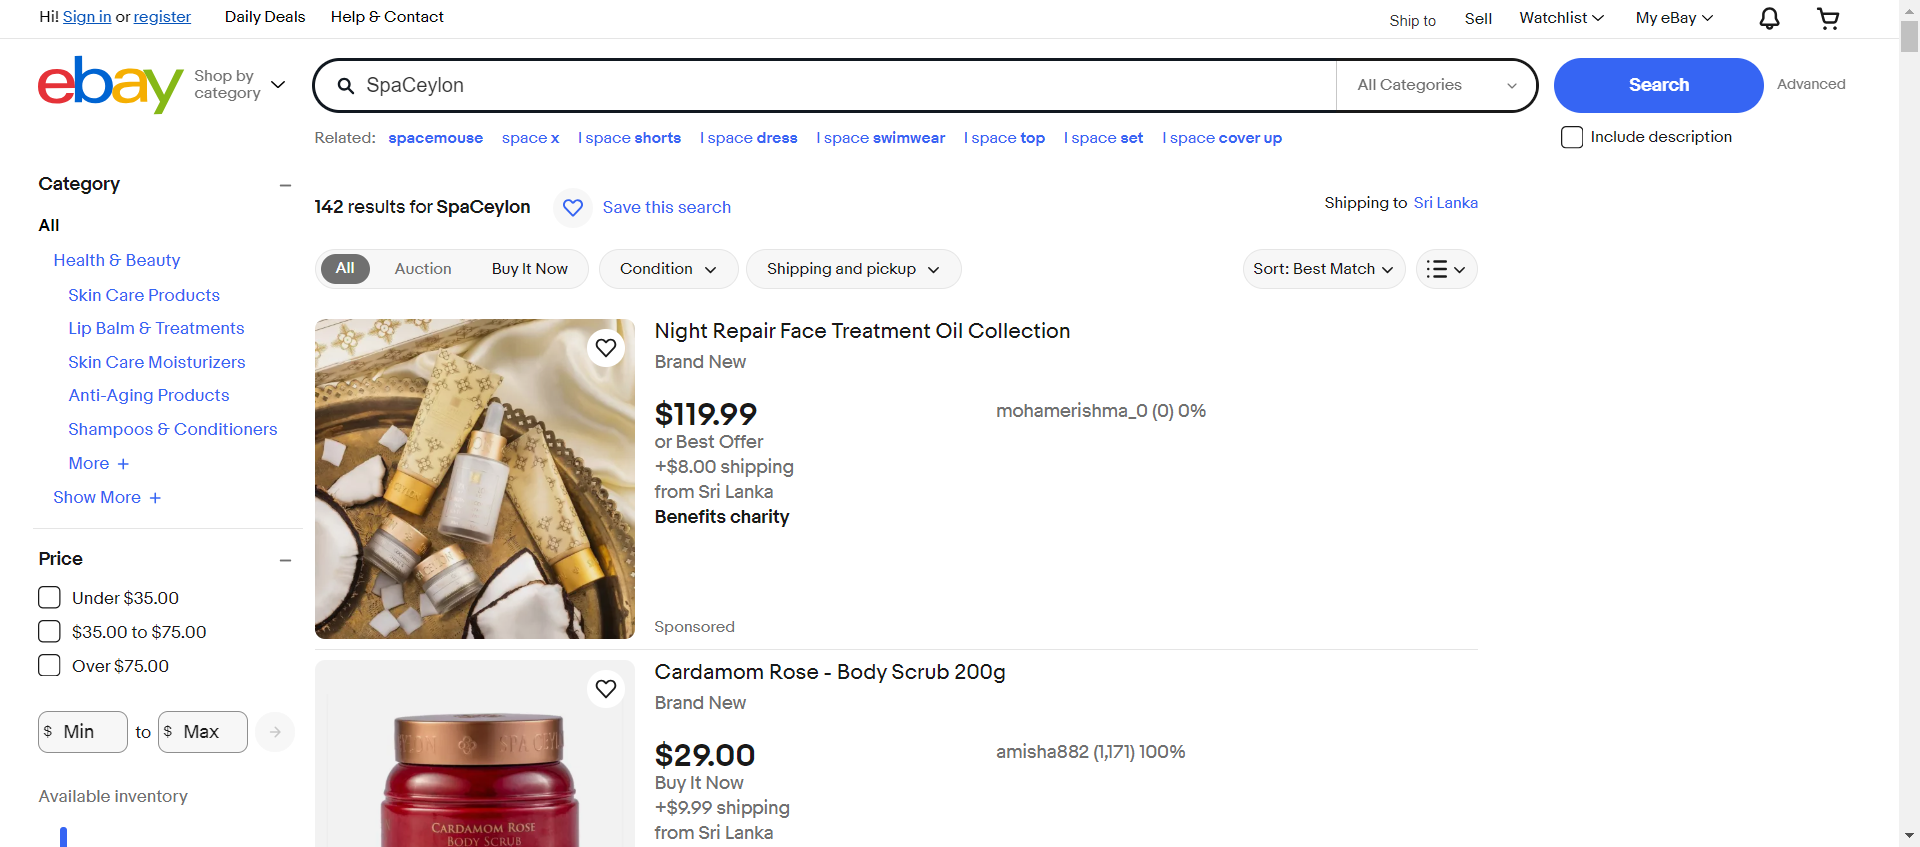 Hi! Sign in or register Daily Deals Help & Contact Ship to Sell Watchlist My eBay
ebay Shop by category SpaCeylon All Categories Search Advanced
Related: spacemouse space x l space shorts l space dress l space swimwear l space top l space set l space cover up Include description
Category
All
Health & Beauty
Skin Care Products
Lip Balm & Treatments
Skin Care Moisturizers
Anti-Aging Products
Shampoos & Conditioners
More +
Show More +
Price
Under $35.00
$35.00 to $75.00
Over $75.00
$ Min to $ Max
Available inventory
142 results for SpaCeylon Save this search Shipping to Sri Lanka
All Auction Buy It Now Condition Shipping and pickup Sort: Best Match
Night Repair Face Treatment Oil Collection
Brand New
$119.99 mohamerishma_0 (0) 0%
or Best Offer
+$8.00 shipping
from Sri Lanka
Benefits charity
Sponsored
Cardamom Rose - Body Scrub 200g
Brand New
$29.00 amisha882 (1,171) 100%
Buy It Now
+$9.99 shipping
from Sri Lanka
CARDAMOM ROSE
BODY SCRUB